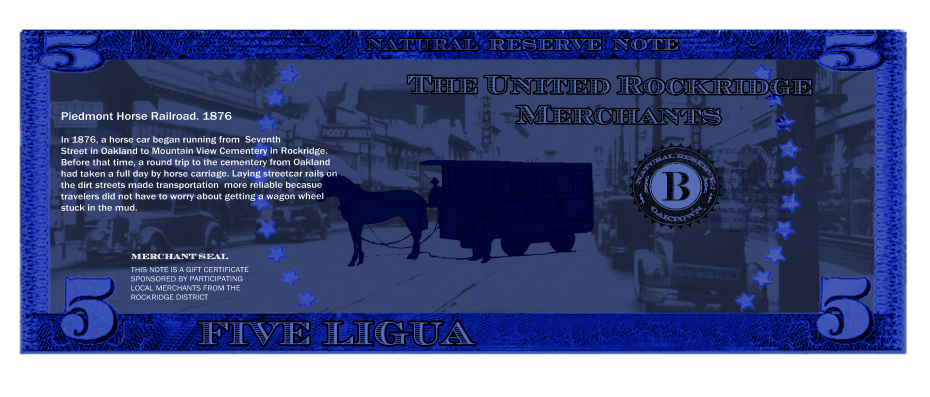 5
NATURAL RESERVE NOTE
5
THE UNITED ROCKRIDGE
MERCHANTS
Piedmont Horse Railroad. 1876
In 1876, a horse car began running from Seventh
Street in Oakland to Mountain View Cementery in Rockridge.
Before that time, a round trip to the cementery from Oakland
had taken a full day by horse carriage. Laying streetcar rails on
the dirt streets made transportation more reliable becasue
travelers did not have to worry about getting a wagon wheel
stuck in the mud.
PIGGLY WIGGLY
NATURAL RESERVE
B
OAKTOWN
MERCHANT SEAL
THIS NOTE IS A GIFT CERTIFICATE
SPONSORED BY PARTICIPATING
LOCAL MERCHANTS FROM THE
ROCKRIDGE DISTRICT
5
FIVE LIGUA
5